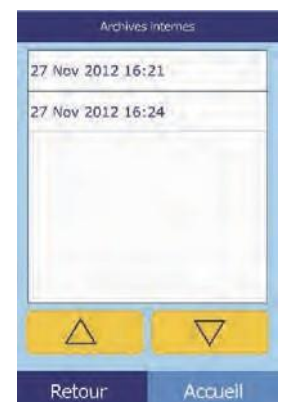 Archives internes
27 Nov 2012 16:21
27 Nov 2012 16:24
Retour Accueil